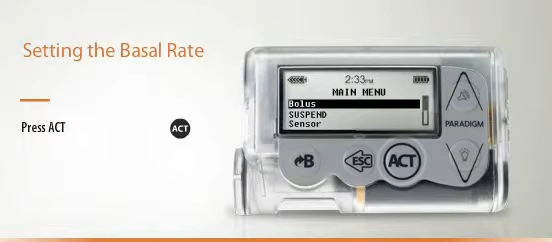 Setting the Basal Rate
Press ACT
ACT
2:33PM
MAIN MENU
Bolus
SUSPEND
Sensor
PARADIGM
B
ESC
ACT